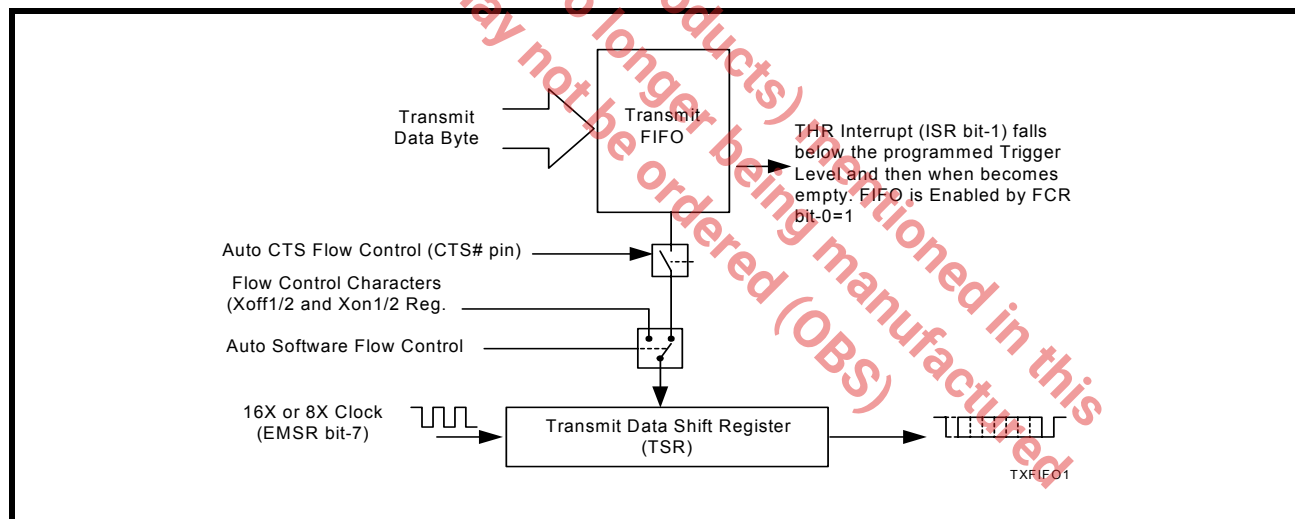 Transmit
Data Byte
Transmit
FIFO
THR Interrupt (ISR bit-1) falls
below the programmed Trigger
Level and then when becomes
empty. FIFO is Enabled by FCR
bit-0=1
Auto CTS Flow Control (CTS# pin)
Flow Control Characters
(Xoff1/2 and Xon1/2 Reg.
Auto Software Flow Control
16X or 8X Clock
(EMSR bit-7)
Transmit Data Shift Register
(TSR)
TXFIFO1
oducts) mentioned in this
o longer being manufactured
ay not be ordered (OBS)